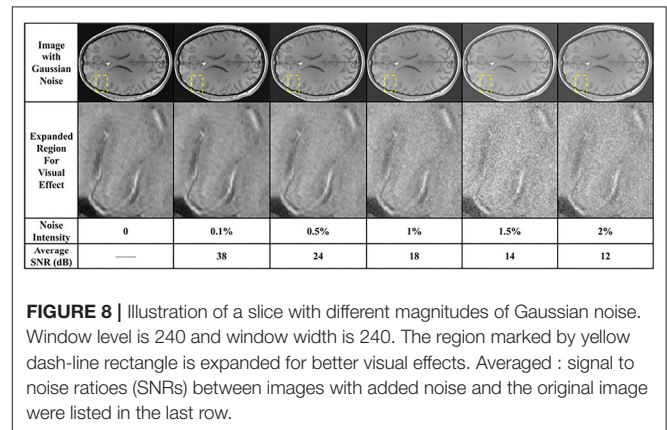 Image
with
Gaussian
Noise
Expanded
Region
For
Visual
Effect
Noise
Intensity 0 0.1% 0.5% 1% 1.5% 2%
Average
SNR (dB) —— 38 24 18 14 12
FIGURE 8 | Illustration of a slice with different magnitudes of Gaussian noise.
Window level is 240 and window width is 240. The region marked by yellow
dash-line rectangle is expanded for better visual effects. Averaged : signal to
noise ratioes (SNRs) between images with added noise and the original image
were listed in the last row.